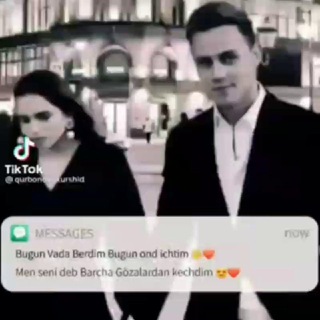 TikTok
MESSAGES
now
Bugun Vada Berdim Bugun ond ichtim
Men seni deb Barcha Gözalardan kechdim